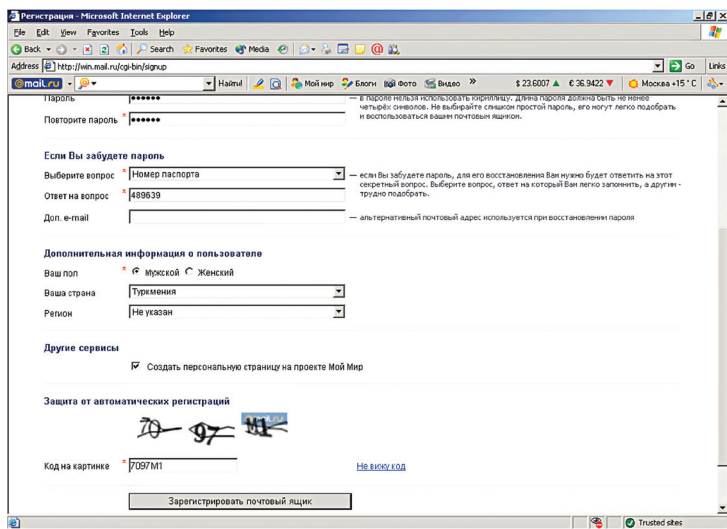 Регистрация - Microsoft Internet Explorer
File Edit View Favorites Tools Help
Back Search Favorites Media
Address http://win.mail.ru/cgi-bin/signup Go Links
@mail.ru Найти! Мой мир Блоги Фото Видео » $ 23.6007 ▲ € 36.9422 ▼ Москва +15 ° C
Пароль * •••••• — в пароле нельзя использовать кириллицу. Длина пароля должна быть не менее
четырёх символов. Не выбирайте слишком простой пароль, его могут легко подобрать
Повторите пароль * •••••• и воспользоваться вашим почтовым ящиком.
Если Вы забудете пароль
Выберите вопрос * Номер паспорта — если Вы забудете пароль, для его восстановления Вам нужно будет ответить на этот
секретный вопрос. Выберите вопрос, ответ на который Вам легко запомнить, а другим -
Ответ на вопрос * 489639 трудно подобрать.
Доп. e-mail — альтернативный почтовый адрес используется при восстановлении пароля
Дополнительная информация о пользователе
Ваш пол * Мужской Женский
Ваша страна Туркмения
Регион Не указан
Другие сервисы
Создать персональную страницу на проекте Мой Мир
Защита от автоматических регистраций
@mail.ru
70 97 M1
Код на картинке * 7097M1 Не вижу код
Зарегистрировать почтовый ящик
Trusted sites